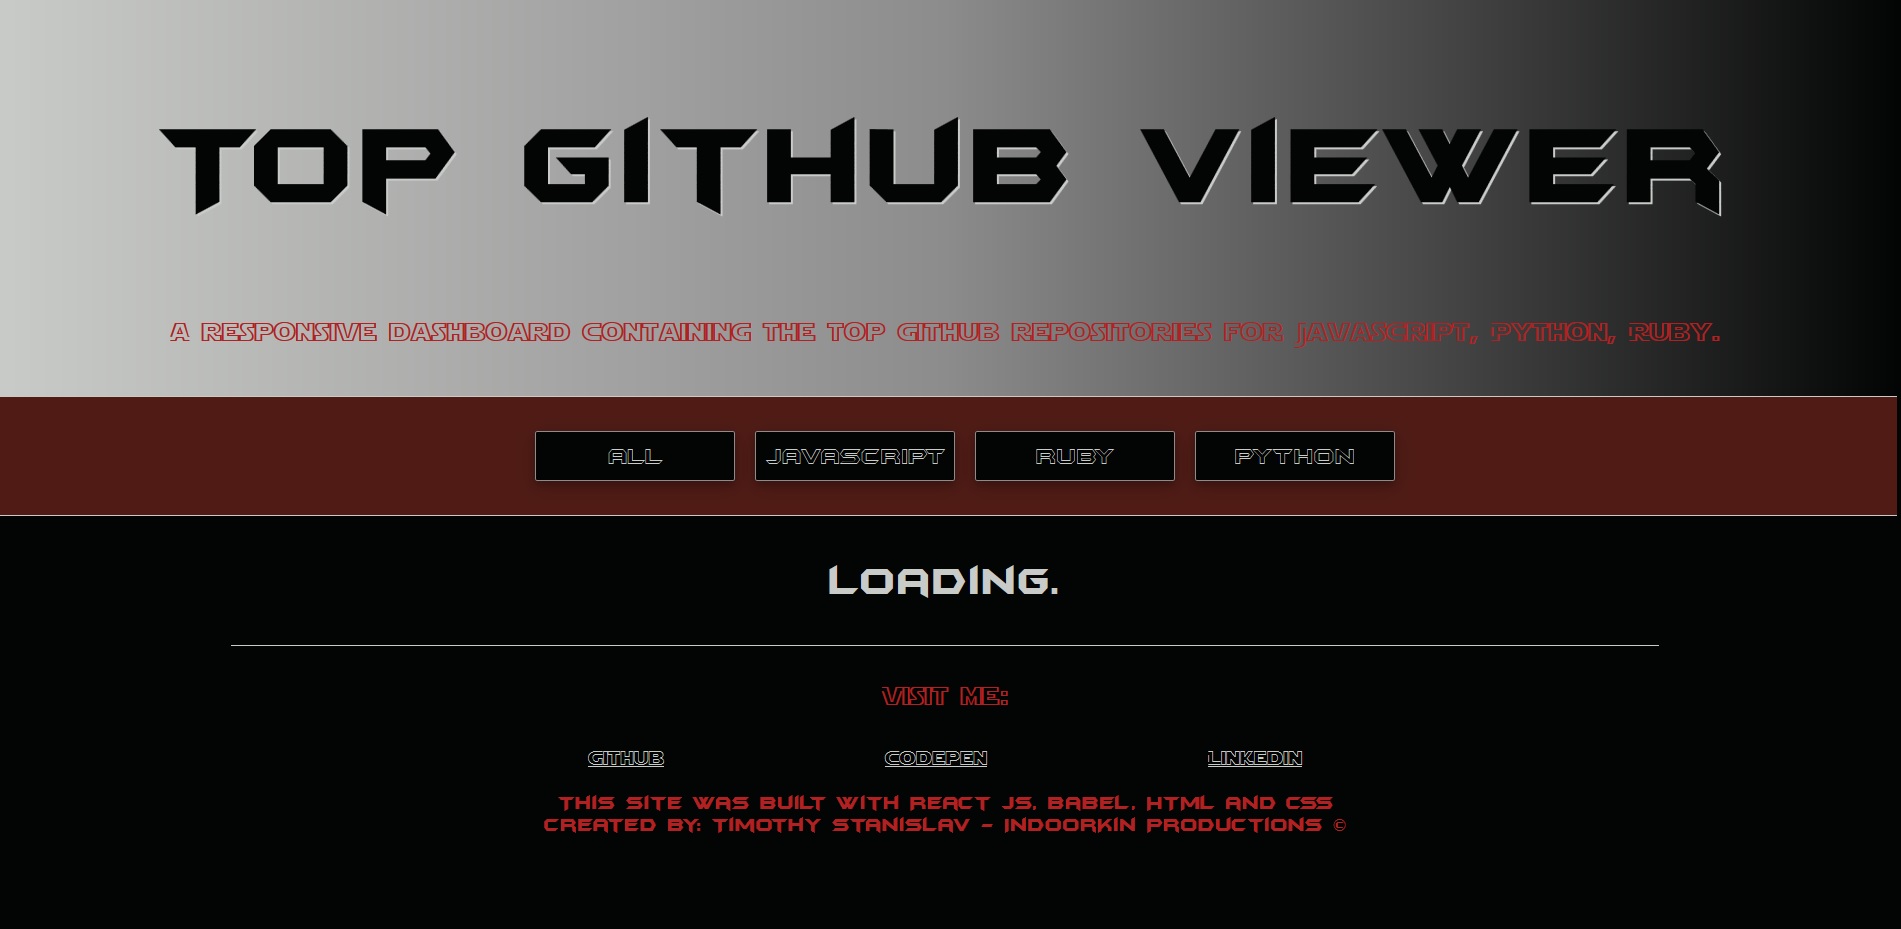 TOP GITHUB VIEWER
A RESPONSIVE DASHBOARD CONTAINING THE TOP GITHUB REPOSITORIES FOR JAVASCRIPT, PYTHON, RUBY.
ALL JAVASCRIPT RUBY PYTHON
LOADING.
VISIT ME:
GITHUB CODEPEN LINKEDIN
THIS SITE WAS BUILT WITH REACT JS, BABEL, HTML AND CSS
CREATED BY: TIMOTHY STANISLAV - INDOORKIN PRODUCTIONS ©